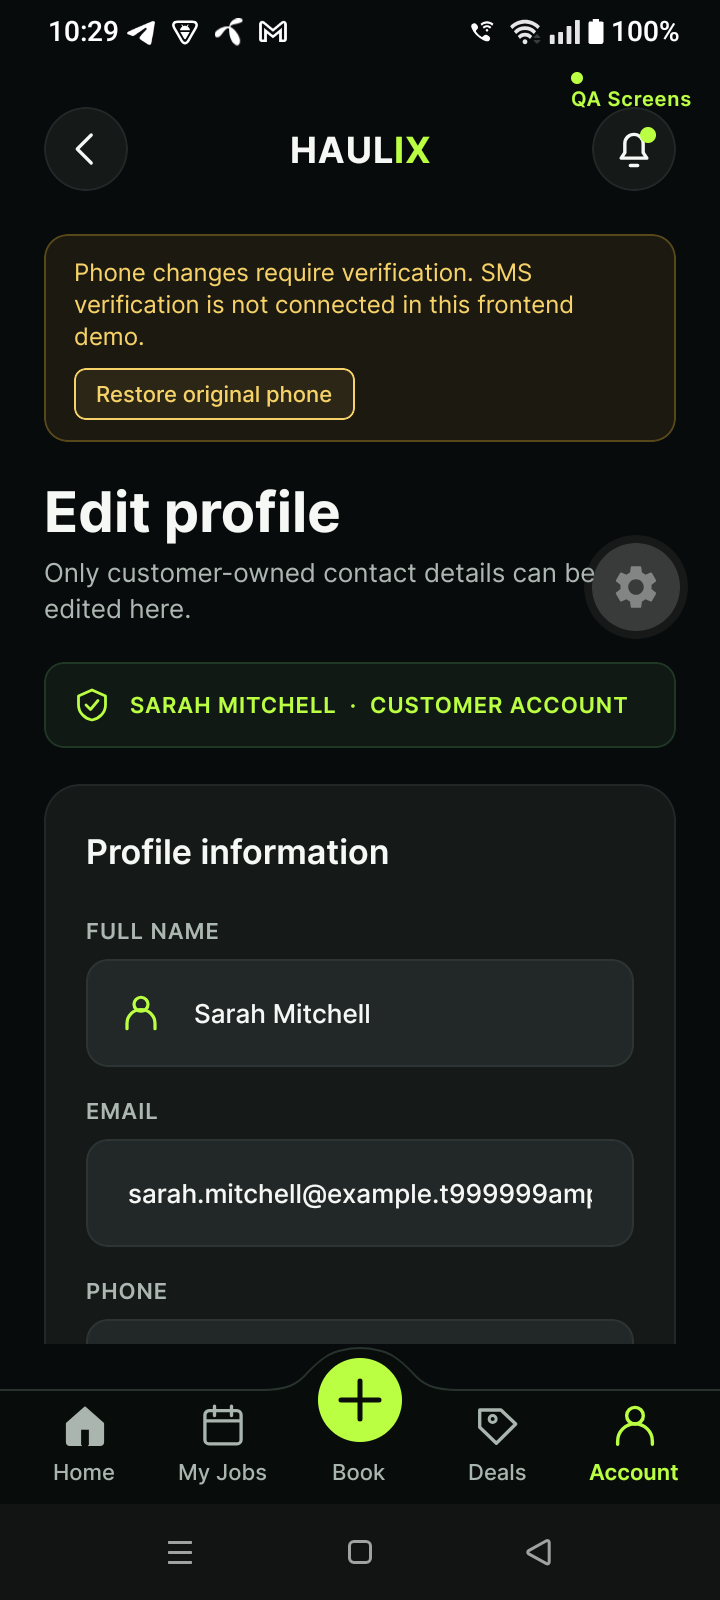 10:29
100%
QA Screens
HAULIX
Phone changes require verification. SMS
verification is not connected in this frontend
demo.
Restore original phone
Edit profile
Only customer-owned contact details can be
edited here.
SARAH MITCHELL · CUSTOMER ACCOUNT
Profile information
FULL NAME
Sarah Mitchell
EMAIL
sarah.mitchell@example.t999999amp
PHONE
Home
My Jobs
Book
Deals
Account